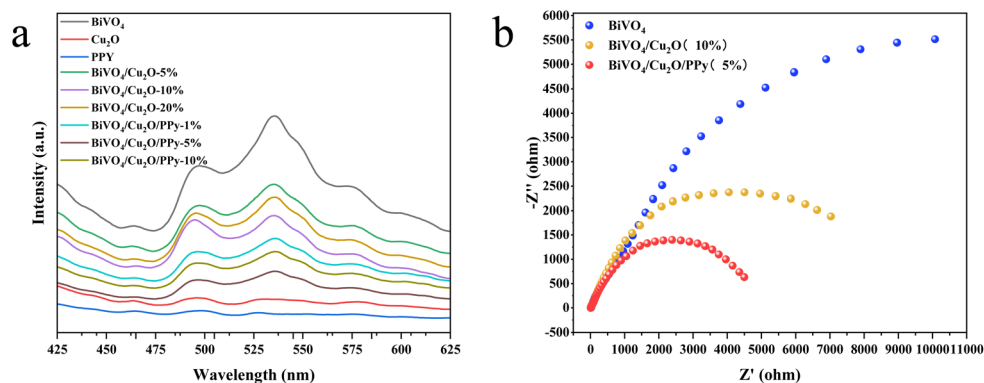 a
BiVO₄
Cu₂O
PPY
BiVO₄/Cu₂O-5%
BiVO₄/Cu₂O-10%
BiVO₄/Cu₂O-20%
BiVO₄/Cu₂O/PPy-1%
BiVO₄/Cu₂O/PPy-5%
BiVO₄/Cu₂O/PPy-10%
Intensity (a.u.)
425 450 475 500 525 550 575 600 625
Wavelength (nm)
b
BiVO₄
BiVO₄/Cu₂O( 10%)
BiVO₄/Cu₂O/PPy( 5%)
-Z'' (ohm)
6000
5500
5000
4500
4000
3500
3000
2500
2000
1500
1000
500
0
-500
0 1000 2000 3000 4000 5000 6000 7000 8000 9000 10000 11000
Z' (ohm)